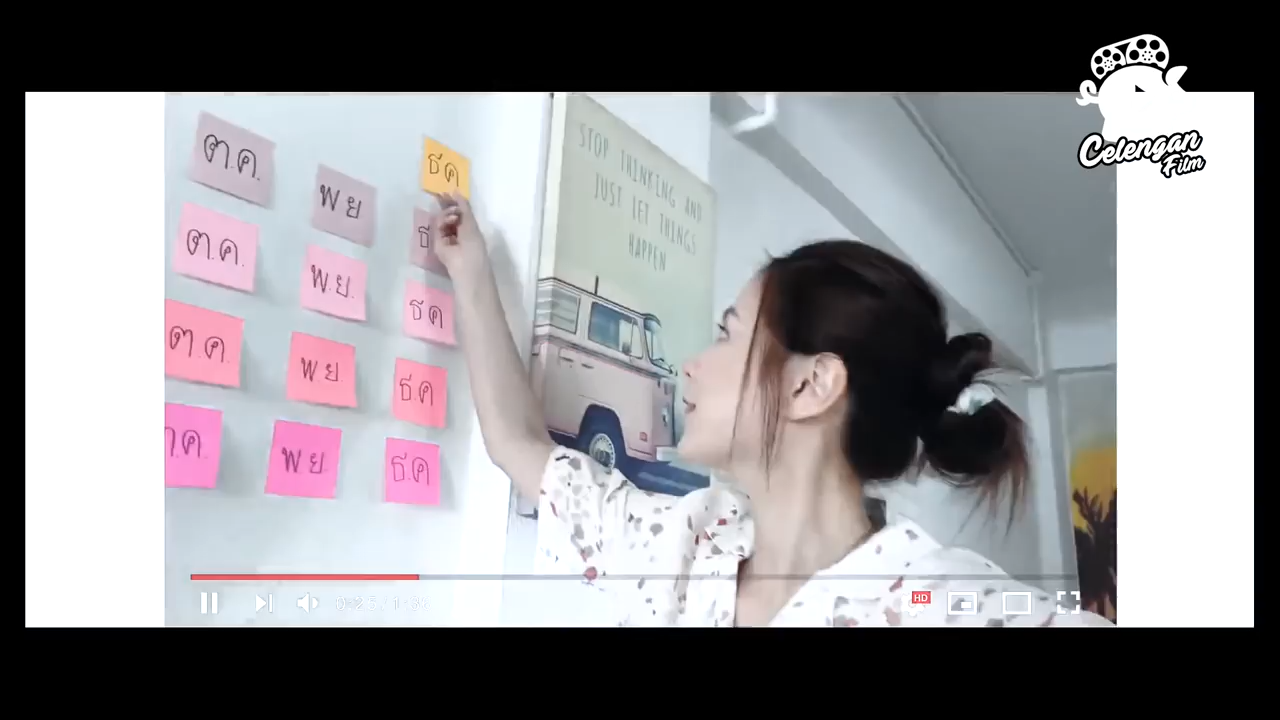 Celengan
Film
ต.ค.
พ ย
ธ ค
STOP THINKING AND
JUST LET THINGS
HAPPEN
ต.ค.
พ.ย.
ธ ค
ต ค.
พ ย
ธ.ค
พ ย
ธ.ค
HD